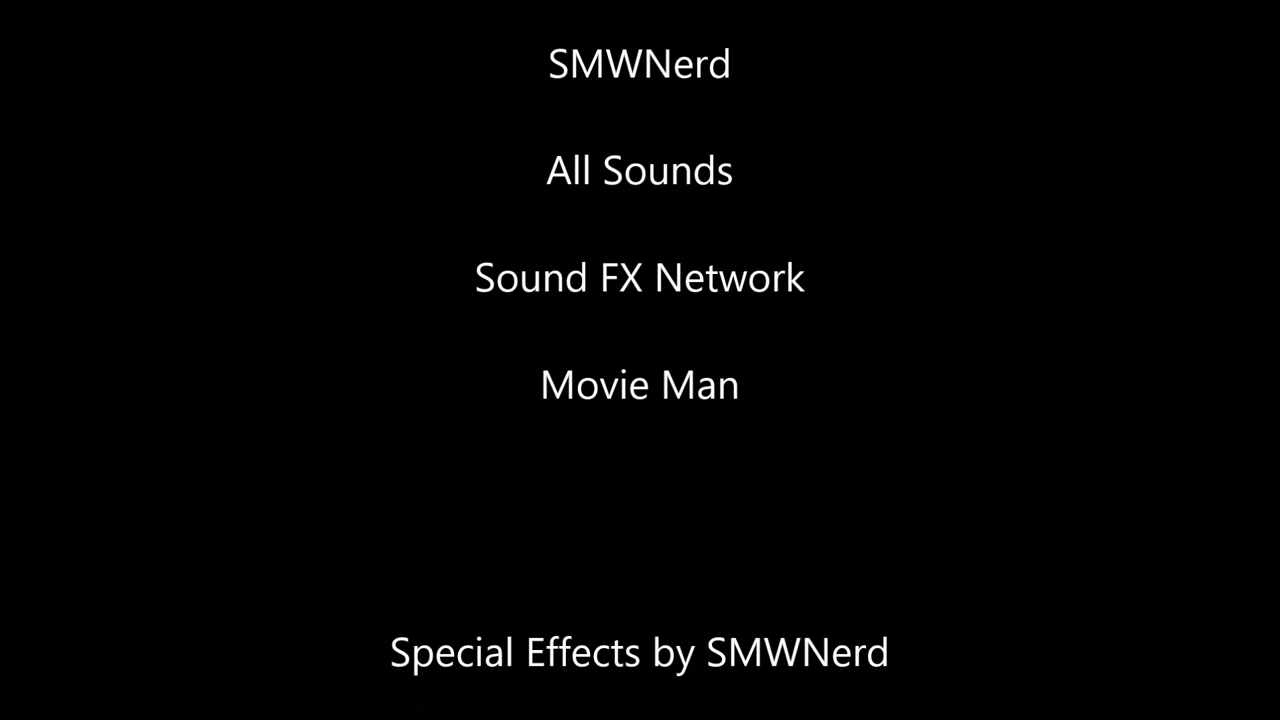 SMWNerd
All Sounds
Sound FX Network
Movie Man
Special Effects by SMWNerd